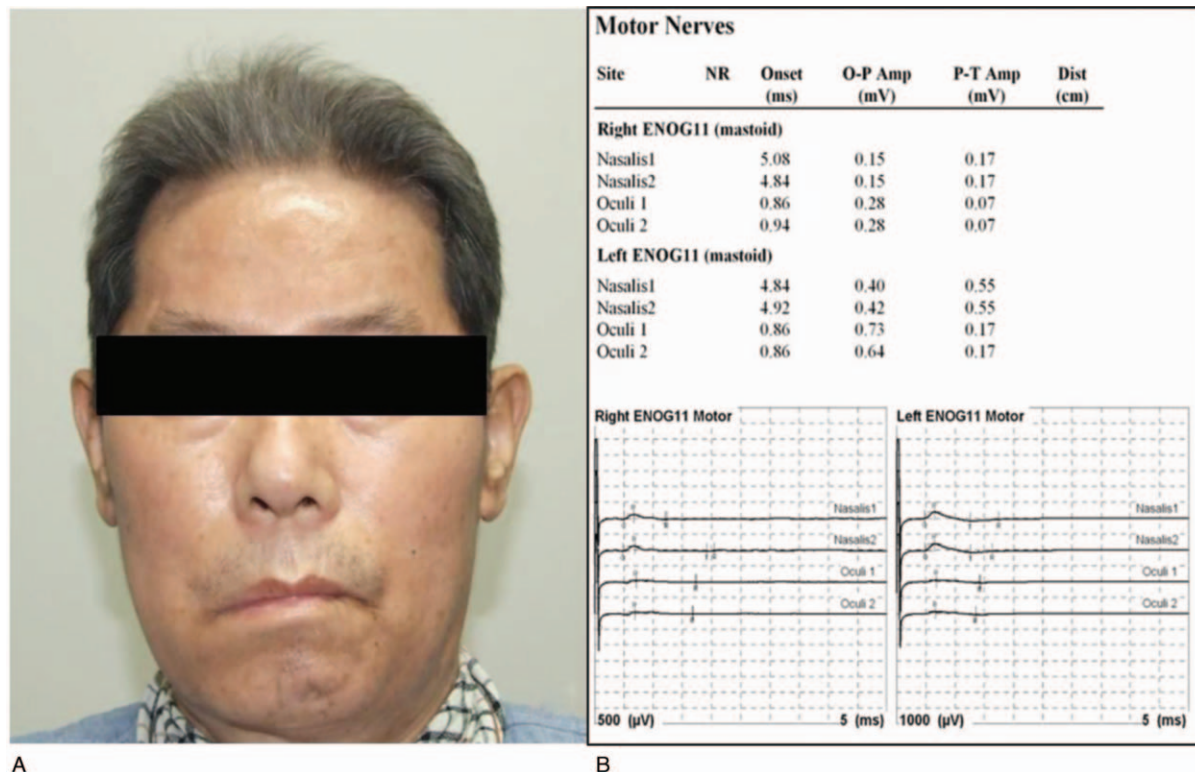 Motor Nerves
Site NR Onset O-P Amp P-T Amp Dist
(ms) (mV) (mV) (cm)
Right ENOG11 (mastoid)
Nasalis1 5.08 0.15 0.17
Nasalis2 4.84 0.15 0.17
Oculi 1 0.86 0.28 0.07
Oculi 2 0.94 0.28 0.07
Left ENOG11 (mastoid)
Nasalis1 4.84 0.40 0.55
Nasalis2 4.92 0.42 0.55
Oculi 1 0.86 0.73 0.17
Oculi 2 0.86 0.64 0.17
Right ENOG11 Motor
Nasalis1
Nasalis2
Oculi 1
Oculi 2
500 (µV) 5 (ms)
Left ENOG11 Motor
Nasalis1
Nasalis2
Oculi 1
Oculi 2
1000 (µV) 5 (ms)
A
B